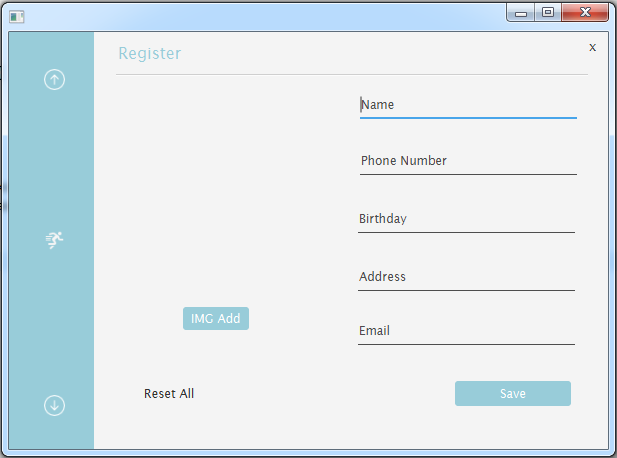 Register
x
Name
Phone Number
Birthday
Address
IMG Add
Email
Reset All
Save